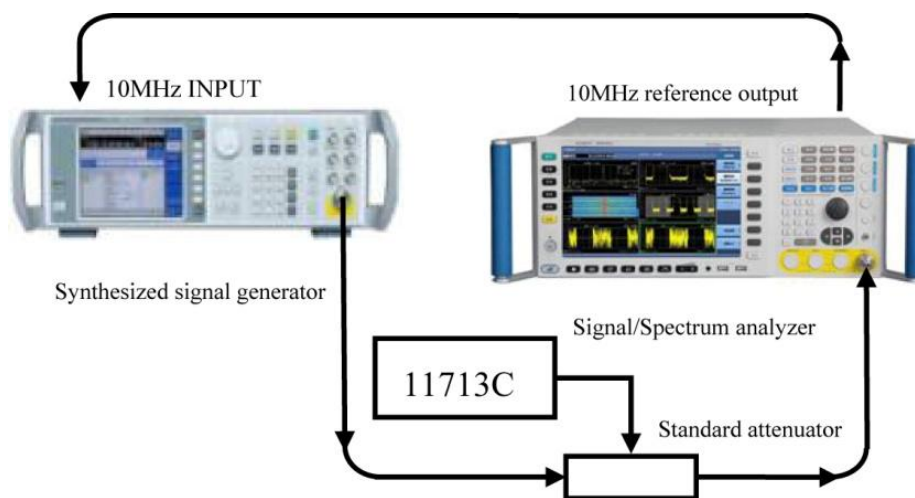 10MHz INPUT
10MHz reference output
Synthesized signal generator
Signal/Spectrum analyzer
11713C
Standard attenuator